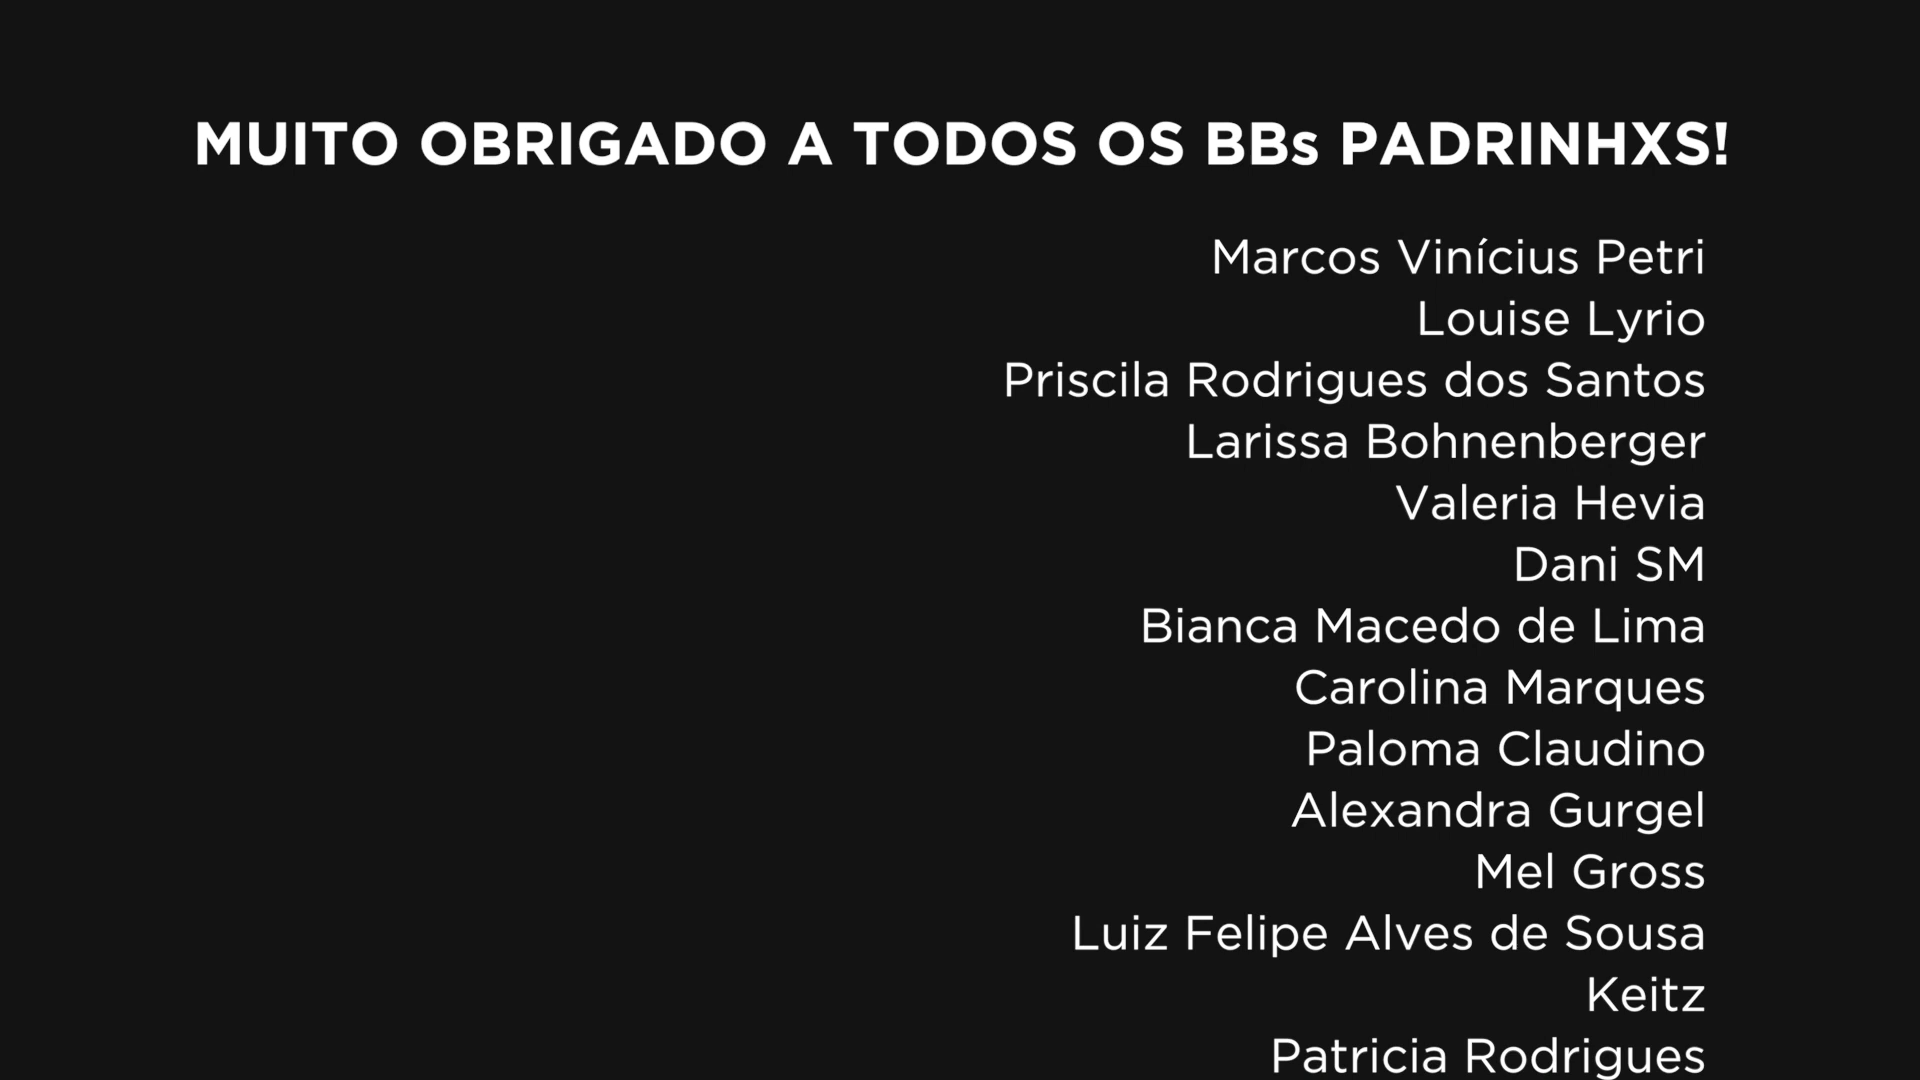 MUITO OBRIGADO A TODOS OS BBs PADRINHXS!
Marcos Vinícius Petri
Louise Lyrio
Priscila Rodrigues dos Santos
Larissa Bohnenberger
Valeria Hevia
Dani SM
Bianca Macedo de Lima
Carolina Marques
Paloma Claudino
Alexandra Gurgel
Mel Gross
Luiz Felipe Alves de Sousa
Keitz
Patricia Rodrigues